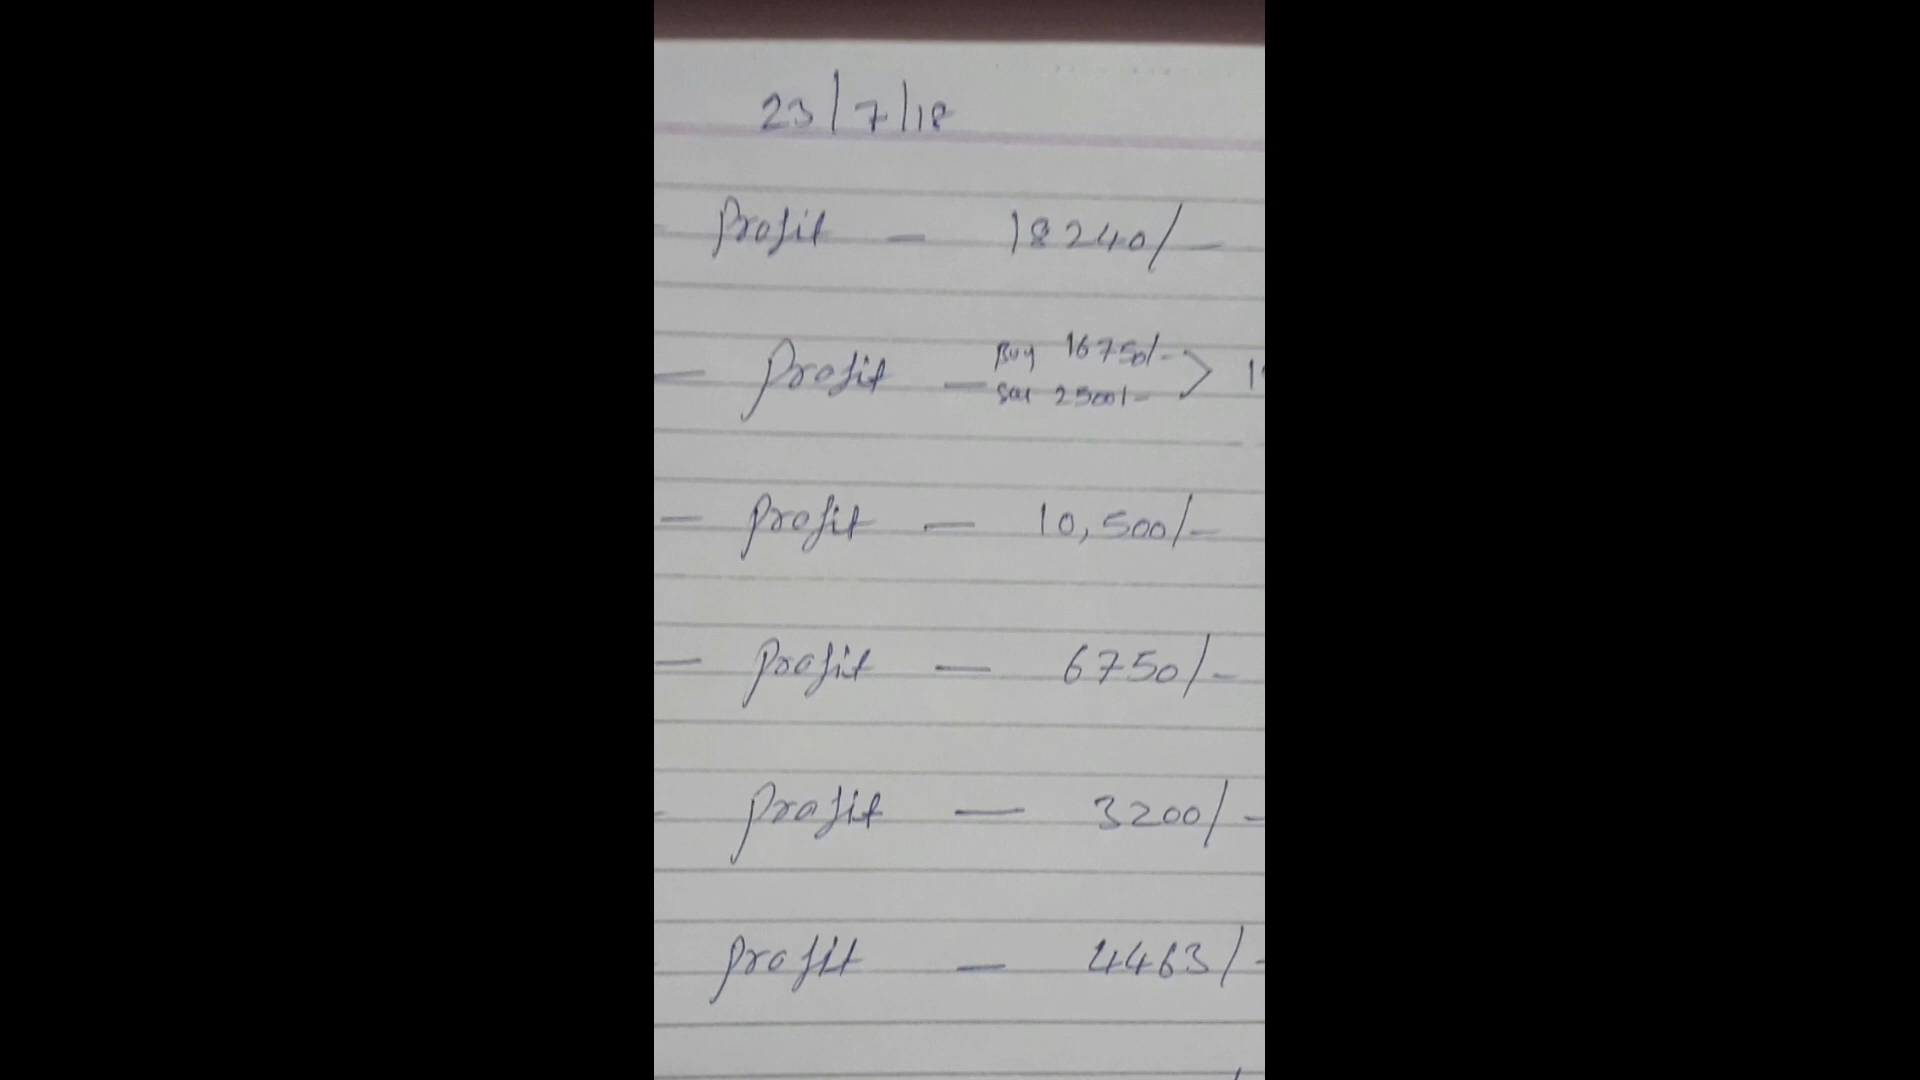 23/7/18
Profit - 18240/-
- Profit - Buy 16750/-
Sell 2500/-
- Profit - 10,500/-
- Profit - 6750/-
- Profit - 3200/-
Profit - 4463/-